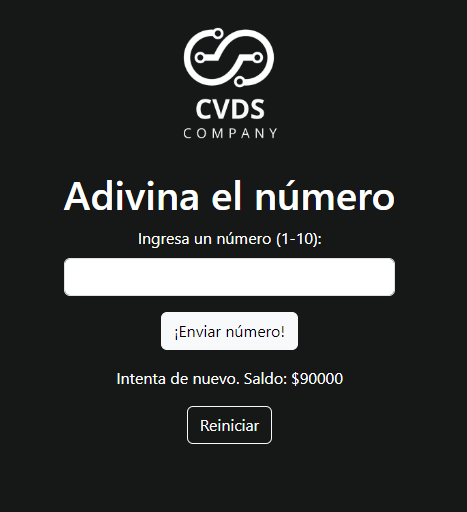 CVDS
COMPANY
Adivina el número
Ingresa un número (1-10):
¡Enviar número!
Intenta de nuevo. Saldo: $90000
Reiniciar